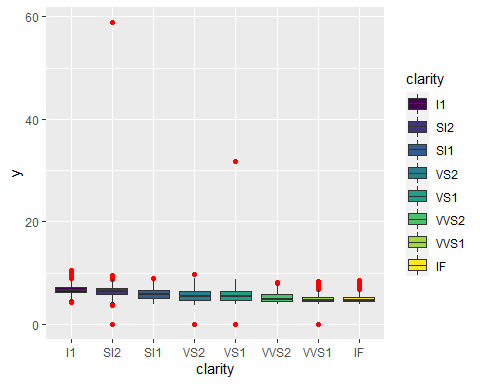 60
40
20
0
y
I1 SI2 SI1 VS2 VS1 VVS2 VVS1 IF
clarity
clarity
I1
SI2
SI1
VS2
VS1
VVS2
VVS1
IF